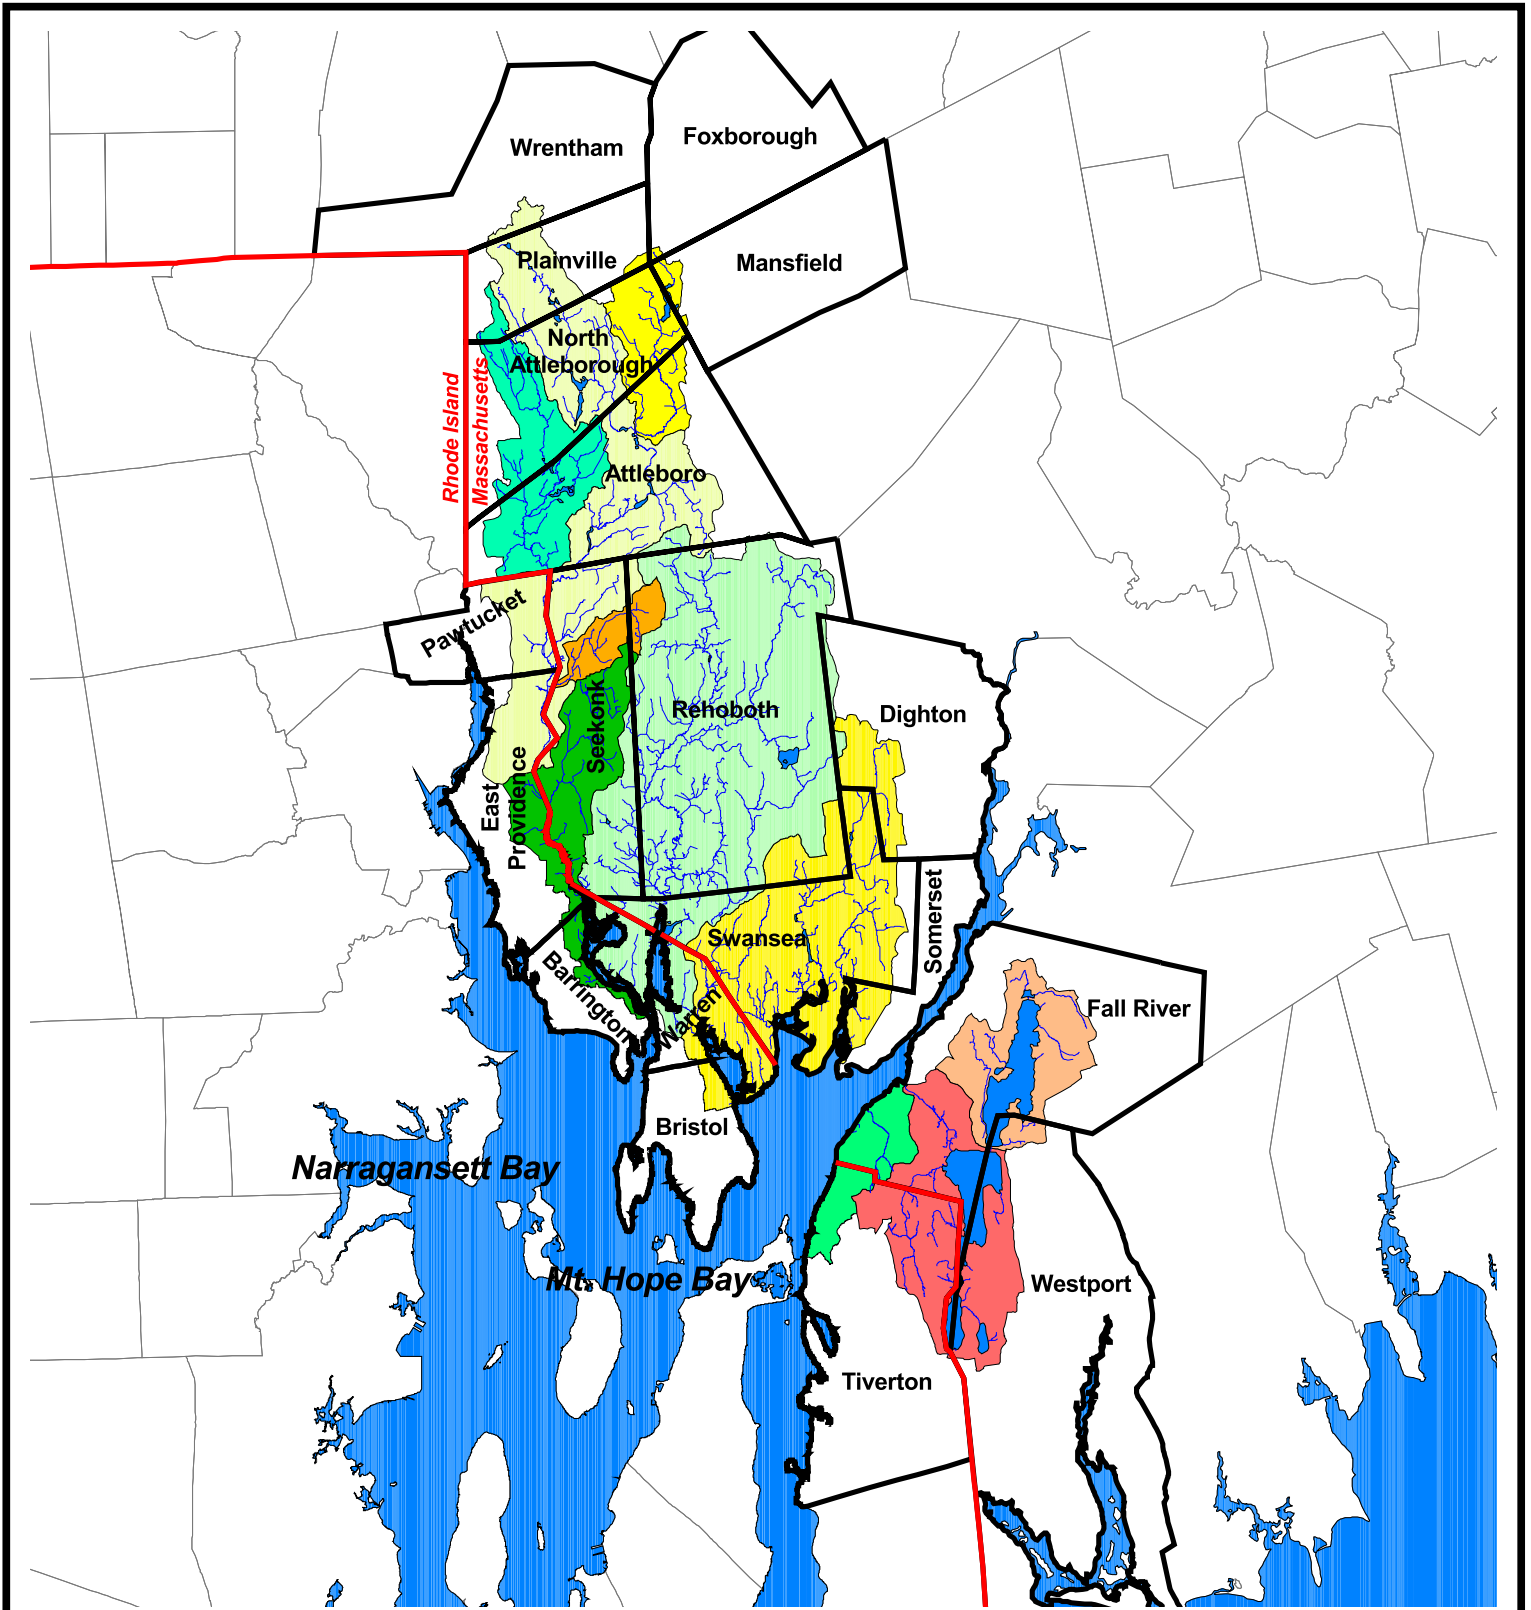 Wrentham
Foxborough
Plainville
Mansfield
North
Attleborough
Rhode Island
Massachusetts
Attleboro
Pawtucket
Seekonk
Rehoboth
Dighton
East
Providence
Swansea
Somerset
Barrington
Warren
Fall River
Bristol
Narragansett Bay
Mt. Hope Bay
Westport
Tiverton